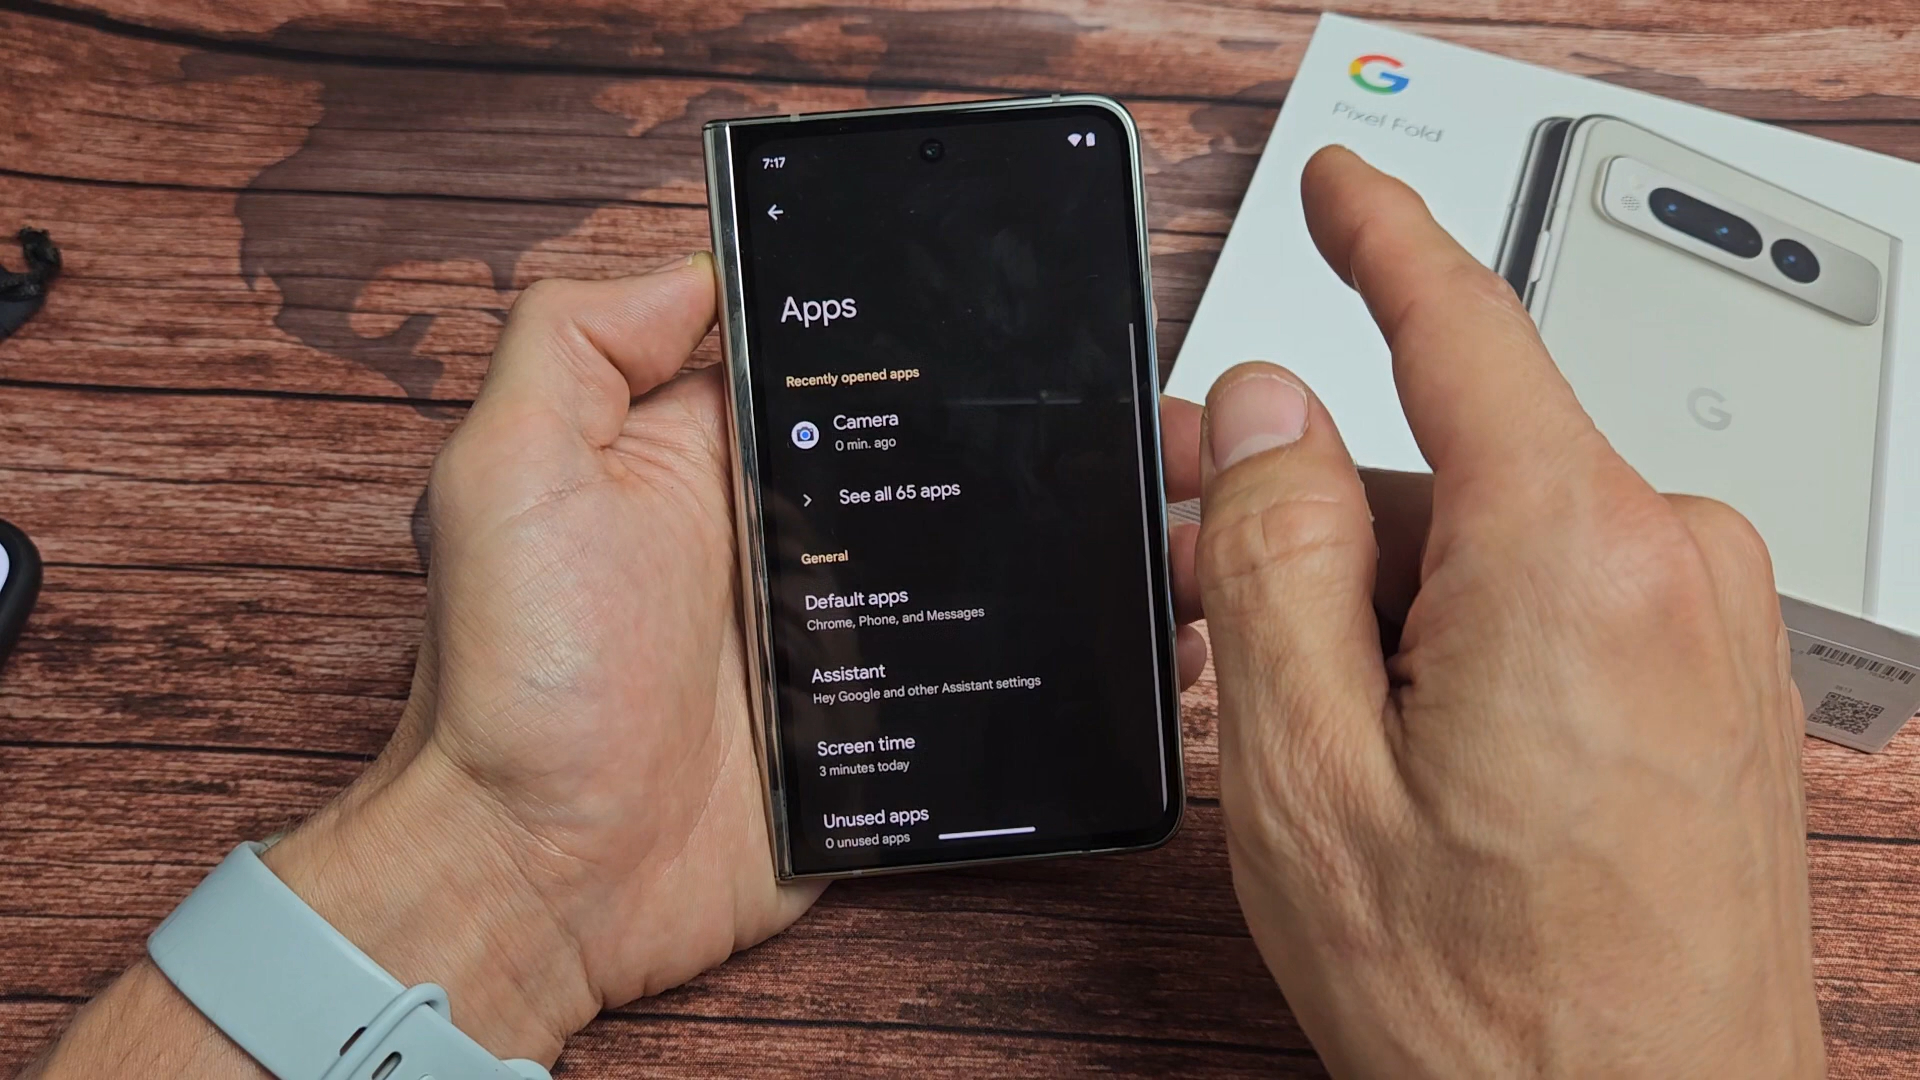 7:17
Apps
Recently opened apps
Camera
0 min. ago
See all 65 apps
General
Default apps
Chrome, Phone, and Messages
Assistant
Hey Google and other Assistant settings
Screen time
3 minutes today
Unused apps
0 unused apps
G
Pixel Fold
G